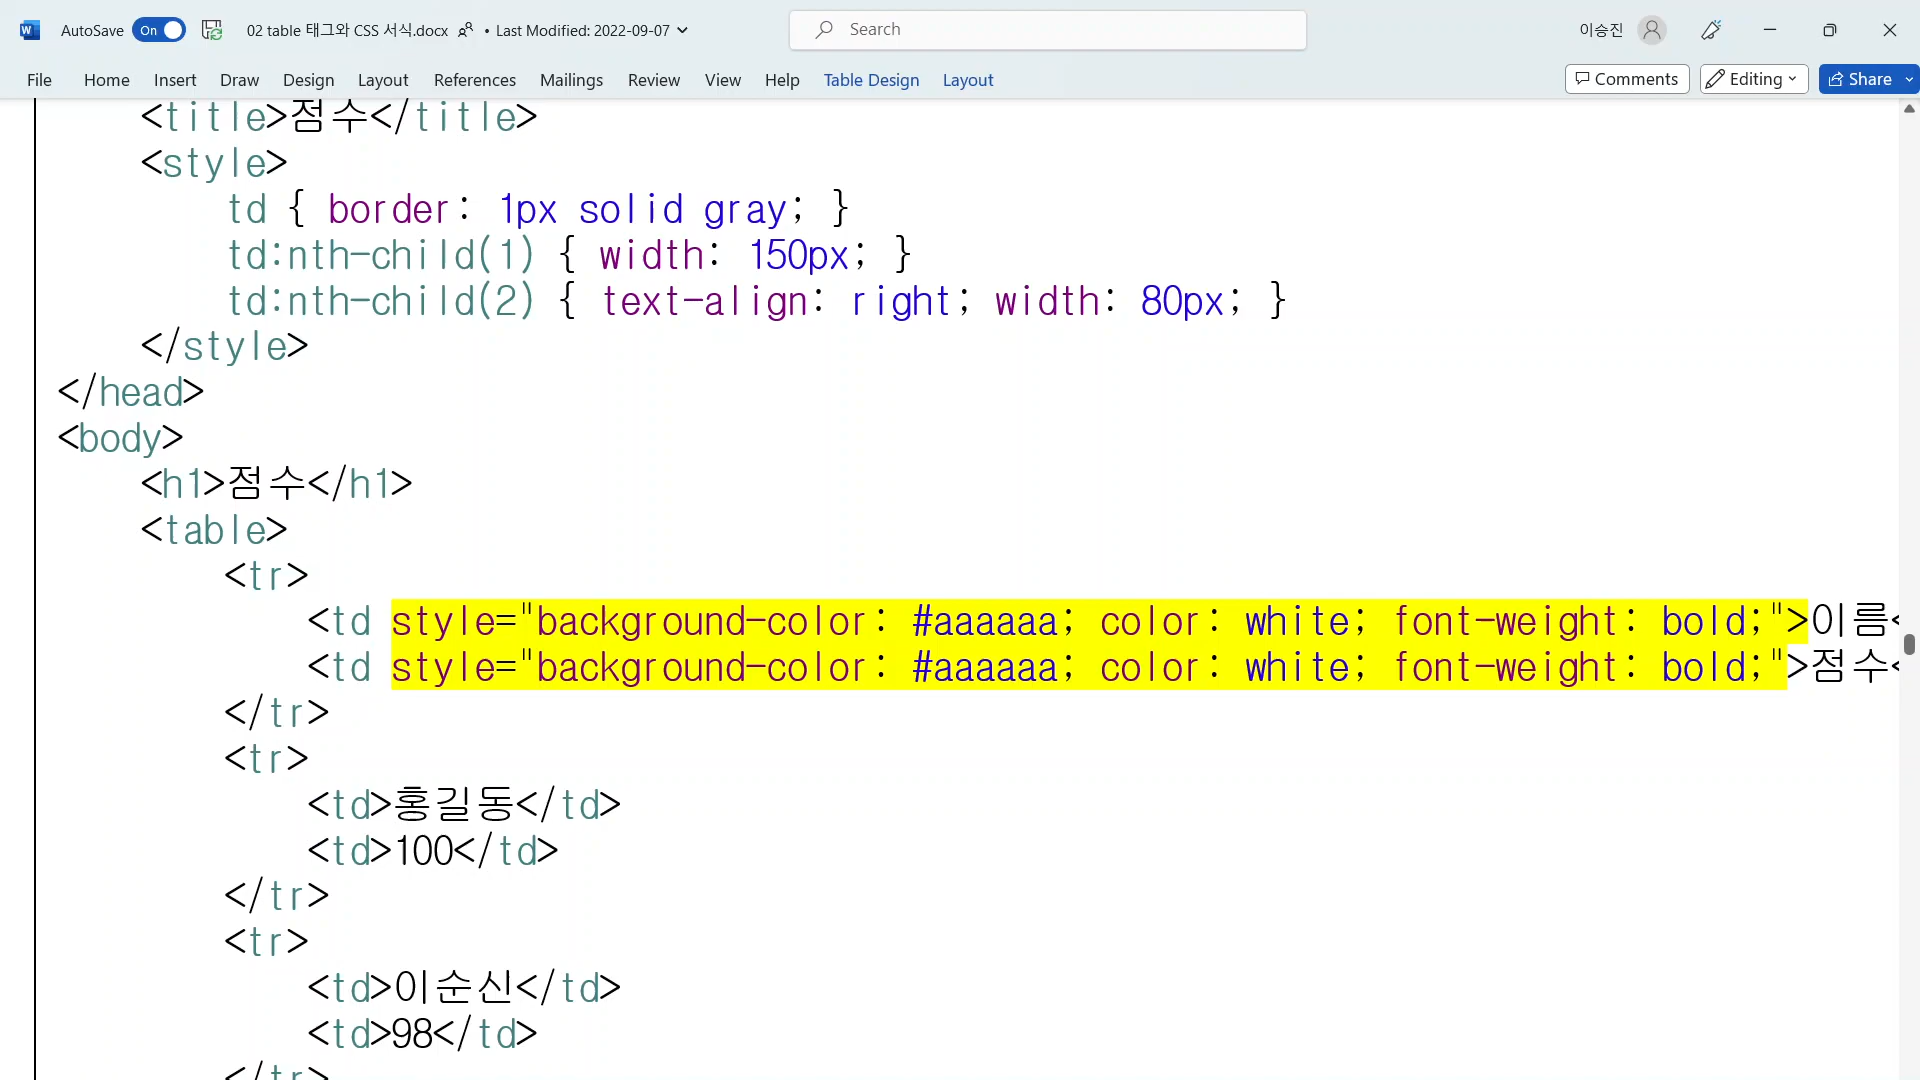 AutoSave On 02 table 태그와 CSS 서식.docx • Last Modified: 2022-09-07 Search 이승진
File Home Insert Draw Design Layout References Mailings Review View Help Table Design Layout Comments Editing Share
<title>점수</title>
<style>
td { border: 1px solid gray; }
td:nth-child(1) { width: 150px; }
td:nth-child(2) { text-align: right; width: 80px; }
</style>
</head>
<body>
<h1>점수</h1>
<table>
<tr>
<td style="background-color: #aaaaaa; color: white; font-weight: bold;">이름<
<td style="background-color: #aaaaaa; color: white; font-weight: bold;">점수<
</tr>
<tr>
<td>홍길동</td>
<td>100</td>
</tr>
<tr>
<td>이순신</td>
<td>98</td>
</tr>